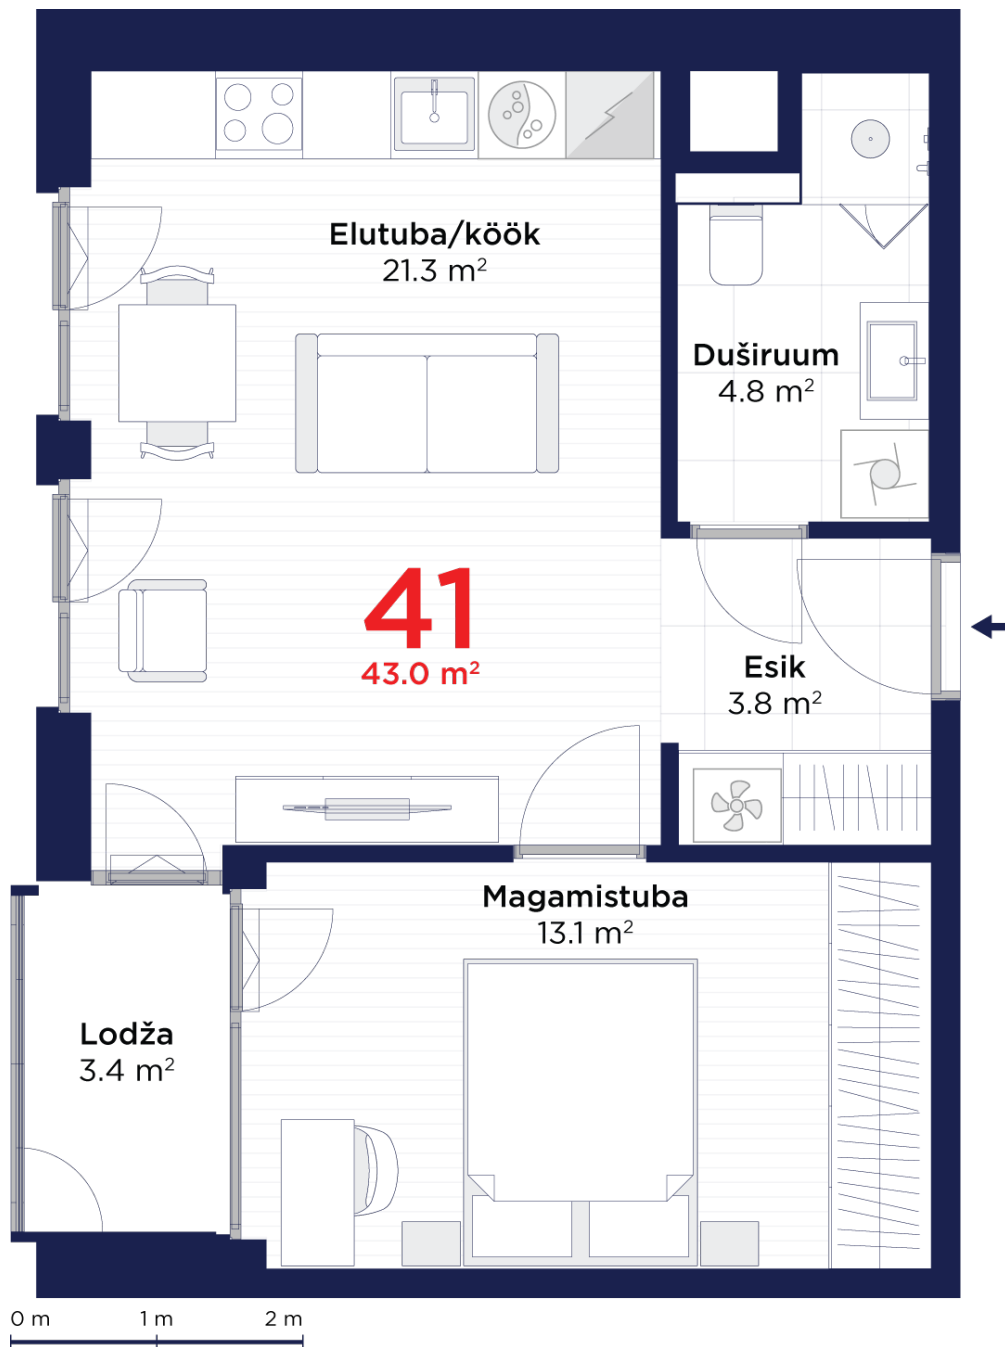 Elutuba/köök
21.3 m²
Duširuum
4.8 m²
41
43.0 m²
Esik
3.8 m²
Magamistuba
13.1 m²
Lodža
3.4 m²
0 m 1 m 2 m